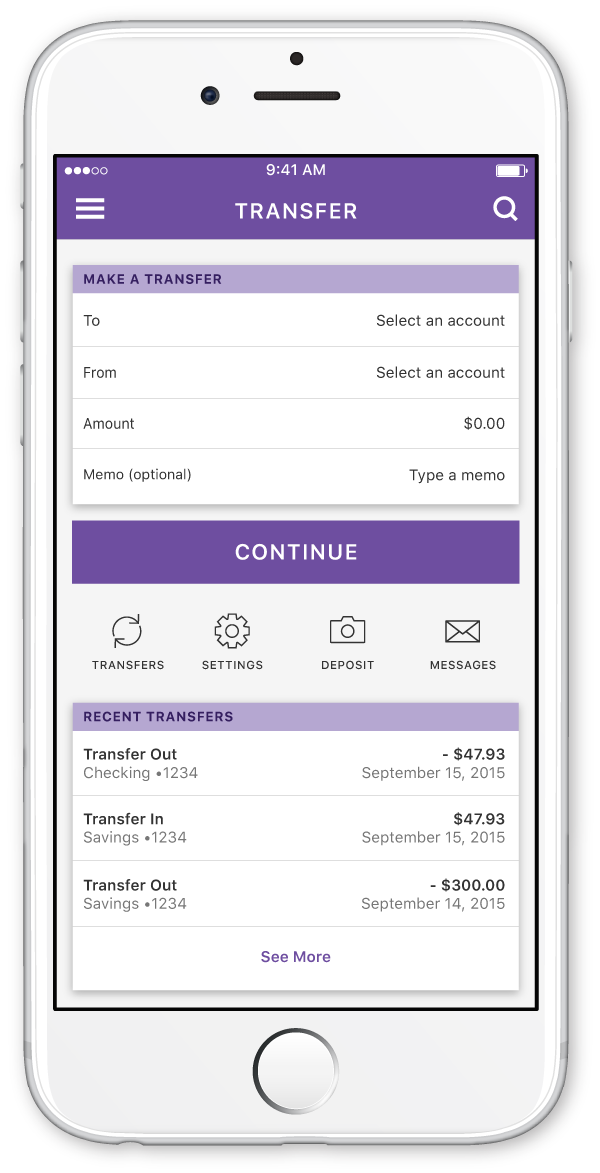 9:41 AM
TRANSFER
MAKE A TRANSFER
To Select an account
From Select an account
Amount $0.00
Memo (optional) Type a memo
CONTINUE
TRANSFERS SETTINGS DEPOSIT MESSAGES
RECENT TRANSFERS
Transfer Out - $47.93
Checking •1234 September 15, 2015
Transfer In $47.93
Savings •1234 September 15, 2015
Transfer Out - $300.00
Savings •1234 September 14, 2015
See More